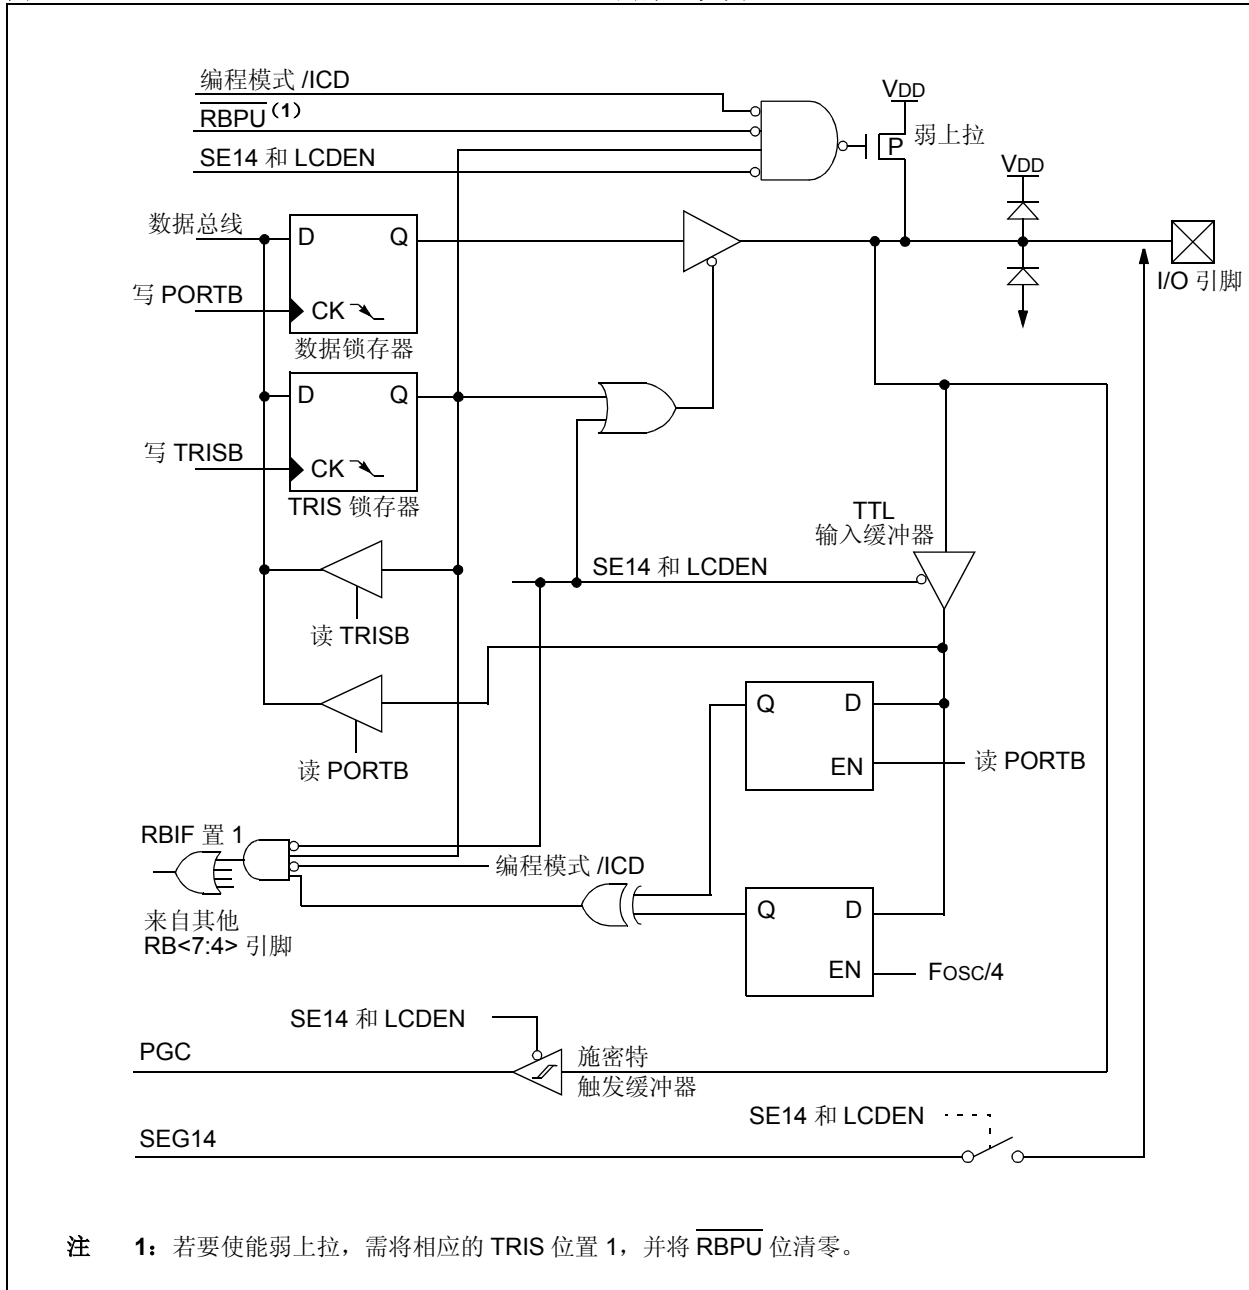 编程模式 /ICD
RBPU（1）
SE14 和 LCDEN
VDD
P
弱上拉
VDD
数据总线
D Q
写 PORTB
CK
数据锁存器
I/O 引脚
D Q
写 TRISB
CK
TRIS 锁存器
TTL
输入缓冲器
SE14 和 LCDEN
读 TRISB
Q D
EN
读 PORTB
读 PORTB
RBIF 置 1
编程模式 /ICD
来自其他
RB<7:4> 引脚
Q D
EN
FOSC/4
SE14 和 LCDEN
PGC
施密特
触发缓冲器
SE14 和 LCDEN
SEG14
注 1：若要使能弱上拉，需将相应的 TRIS 位置 1，并将 RBPU 位清零。